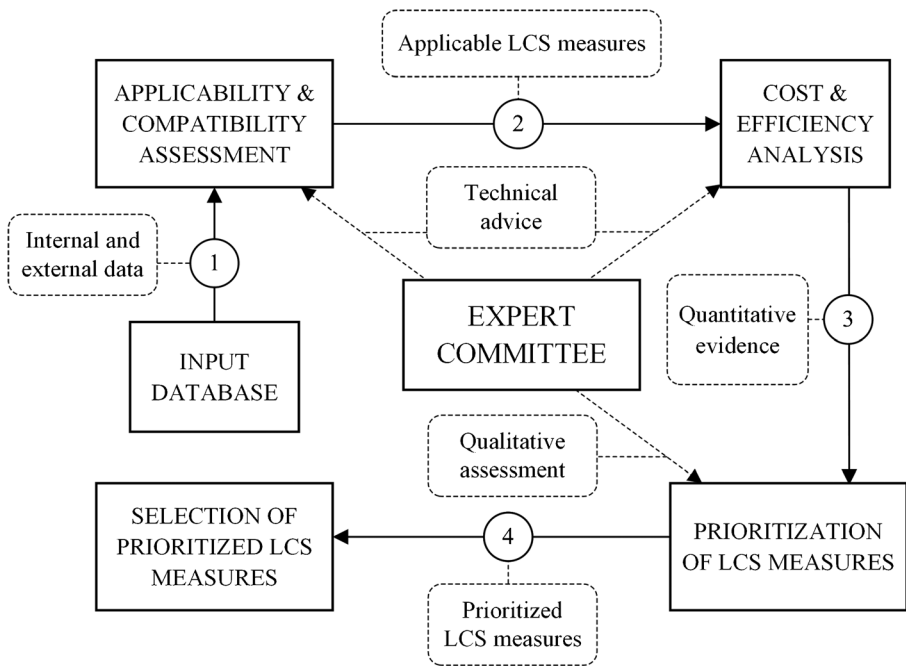 Applicable LCS measures
APPLICABILITY &
COMPATIBILITY
ASSESSMENT
2
COST &
EFFICIENCY
ANALYSIS
Technical
advice
Internal and
external data
1
EXPERT
COMMITTEE
Quantitative
evidence
3
INPUT
DATABASE
Qualitative
assessment
SELECTION OF
PRIORITIZED LCS
MEASURES
4
PRIORITIZATION
OF LCS MEASURES
Prioritized
LCS measures